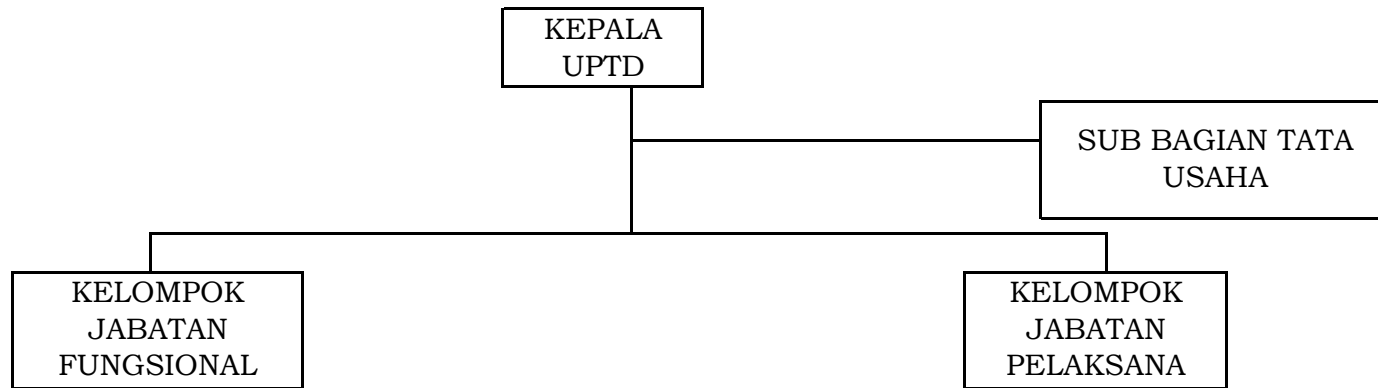 KEPALA
UPTD
SUB BAGIAN TATA
USAHA
KELOMPOK
JABATAN
FUNGSIONAL
KELOMPOK
JABATAN
PELAKSANA